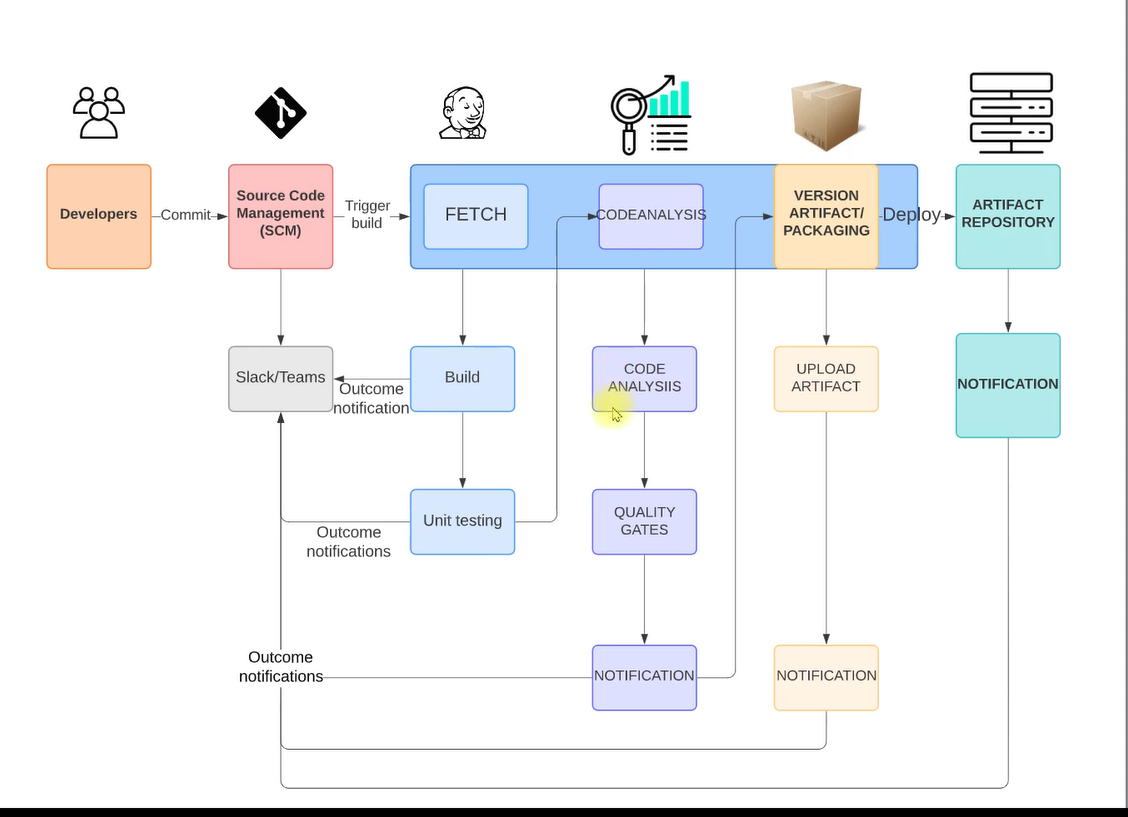 Developers
Commit
Source Code
Management
(SCM)
Trigger
build
FETCH
CODEANALYSIS
VERSION
ARTIFACT/
PACKAGING
Deploy
ARTIFACT
REPOSITORY
Slack/Teams
Outcome
notification
Build
CODE
ANALYSIIS
UPLOAD
ARTIFACT
NOTIFICATION
Outcome
notifications
Unit testing
QUALITY
GATES
Outcome
notifications
NOTIFICATION
NOTIFICATION